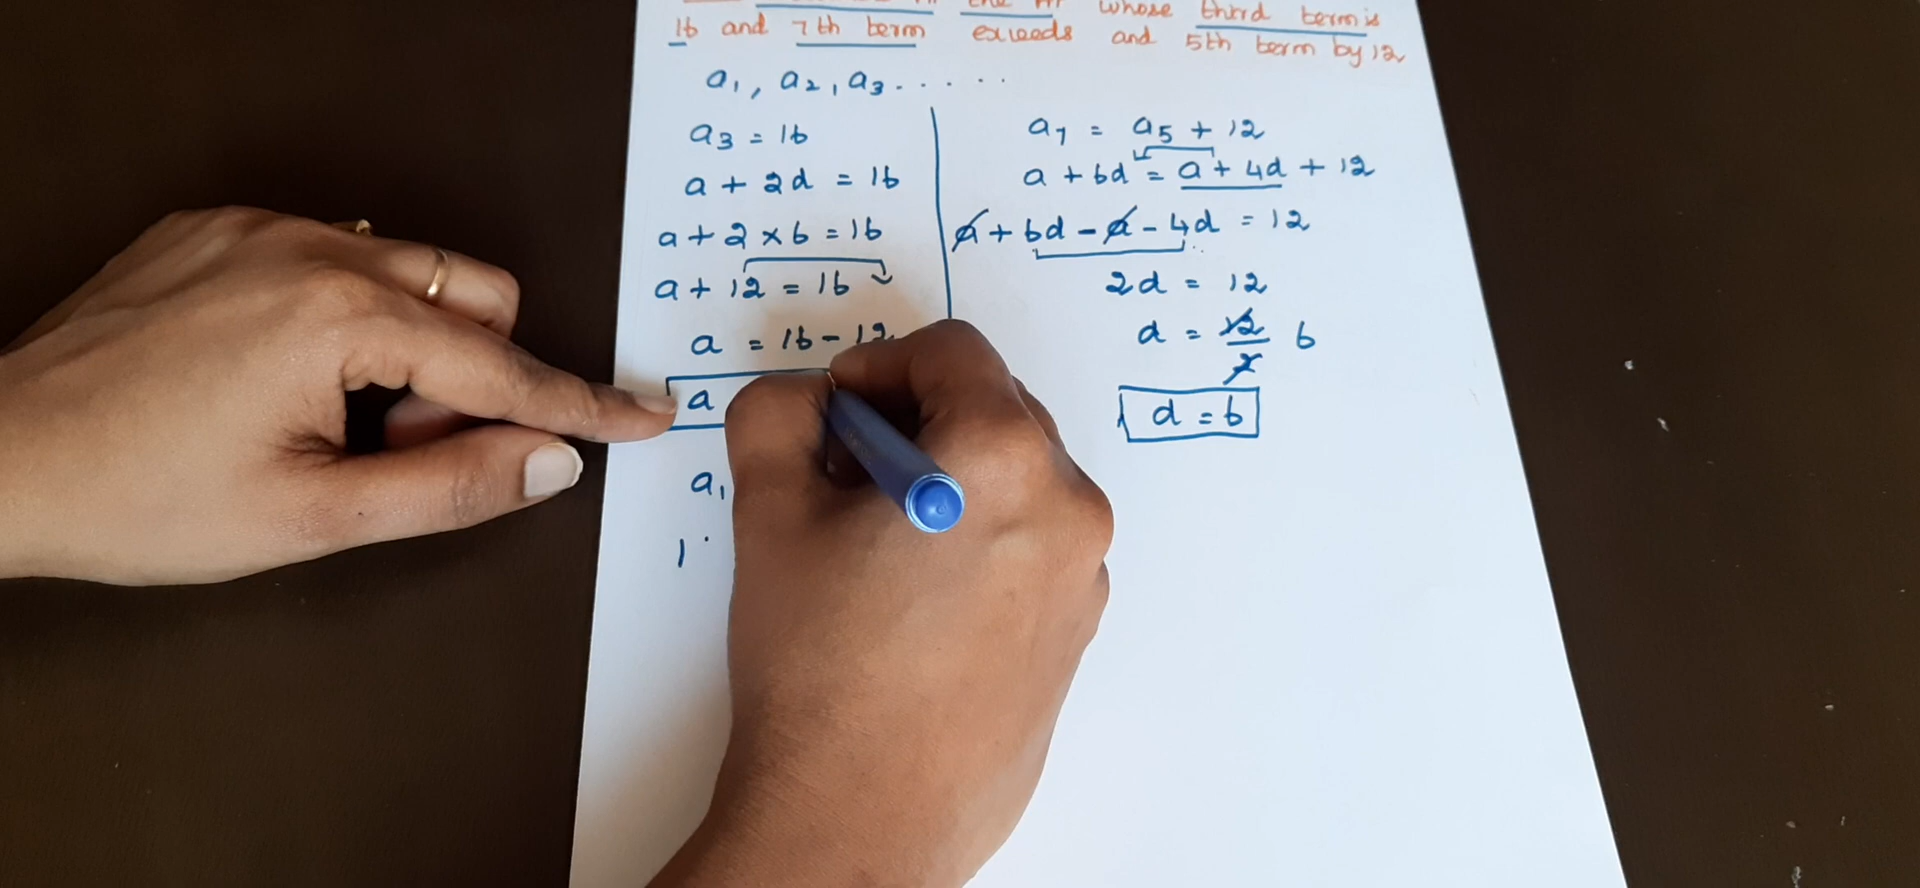 the whose third term is
16 and 7th term exceeds and 5th term by 12
a1, a2, a3 . . . . .
a3 = 16
a + 2d = 16
a + 2 × 6 = 16
a + 12 = 16
a = 16 - 12
a
a1
1
a7 = a5 + 12
a + 6d = a + 4d + 12
a + 6d - a - 4d = 12
2d = 12
d = 12/2 6
d = 6